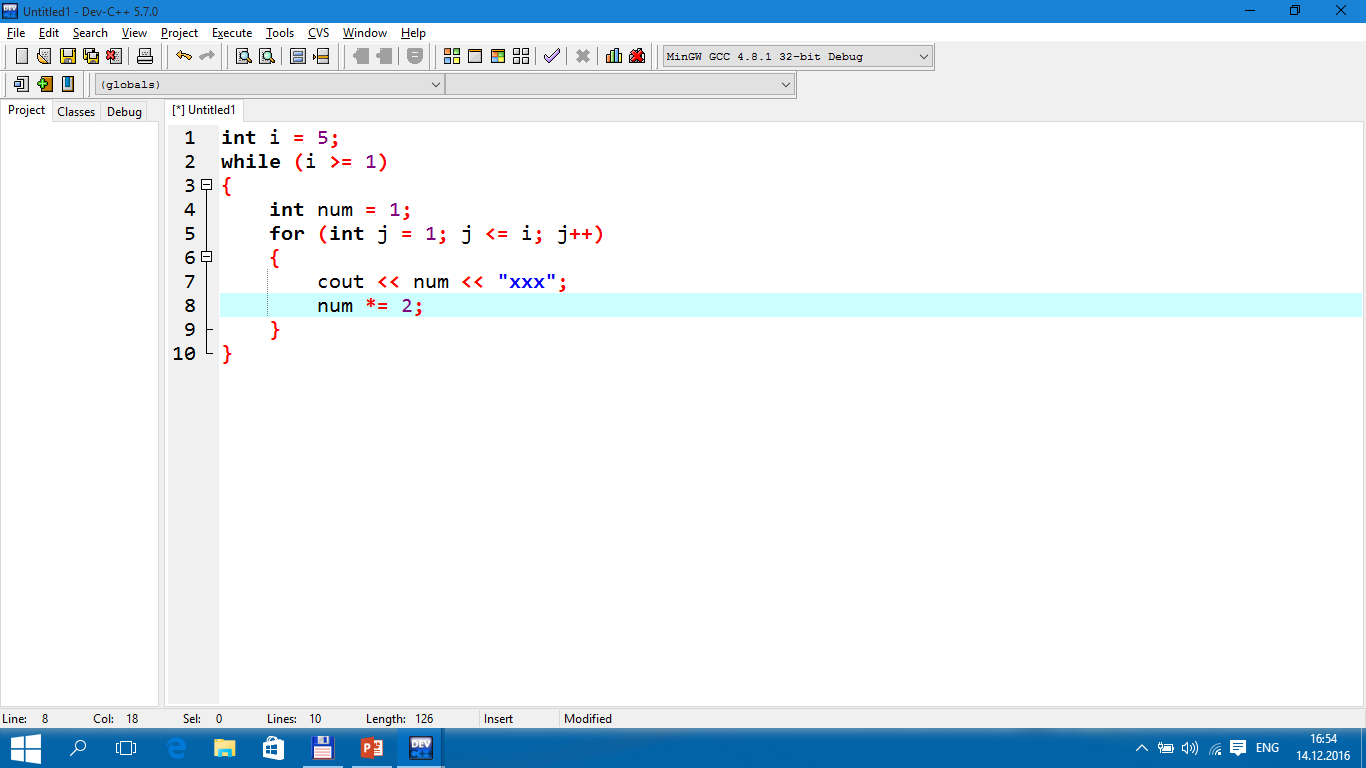 Untitled1 - Dev-C++ 5.7.0
File Edit Search View Project Execute Tools CVS Window Help
MinGW GCC 4.8.1 32-bit Debug
(globals)
Project Classes Debug [*] Untitled1
1 int i = 5;
2 while (i >= 1)
3 {
4 int num = 1;
5 for (int j = 1; j <= i; j++)
6 {
7 cout << num << "xxx";
8 num *= 2;
9 }
10 }
Line: 8 Col: 18 Sel: 0 Lines: 10 Length: 126 Insert Modified
DEV C++ ENG 16:54
14.12.2016